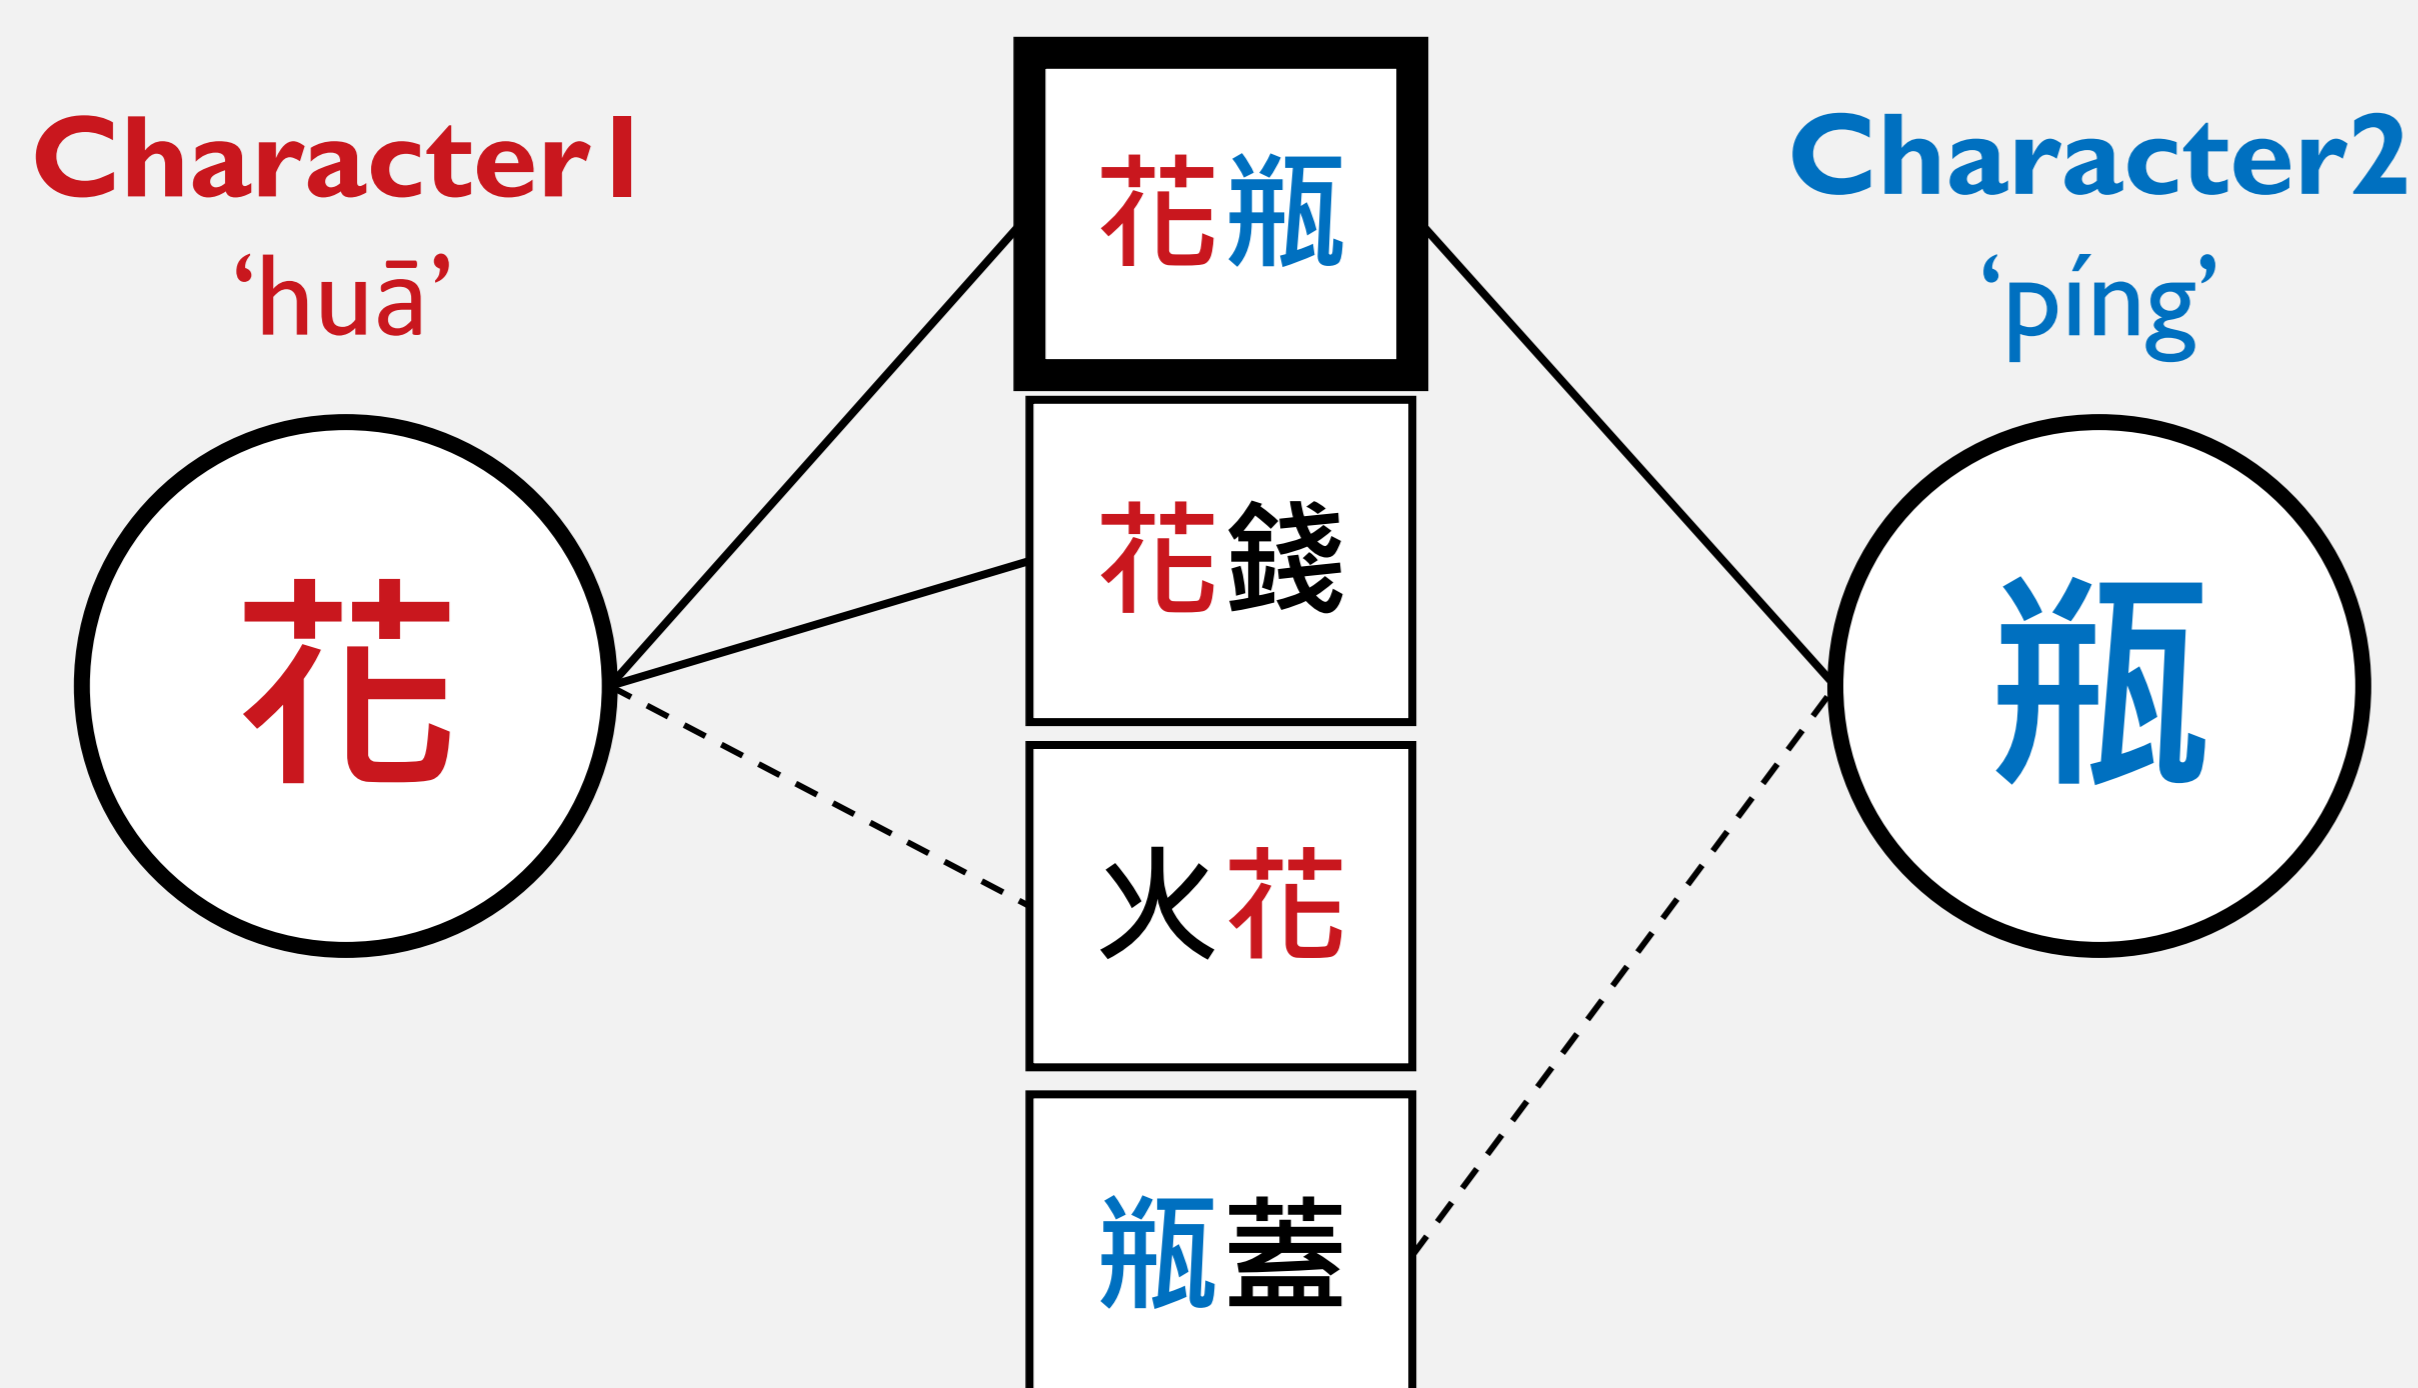 Character1
‘huā’
花
花瓶
花錢
火花
瓶蓋
Character2
‘píng’
瓶